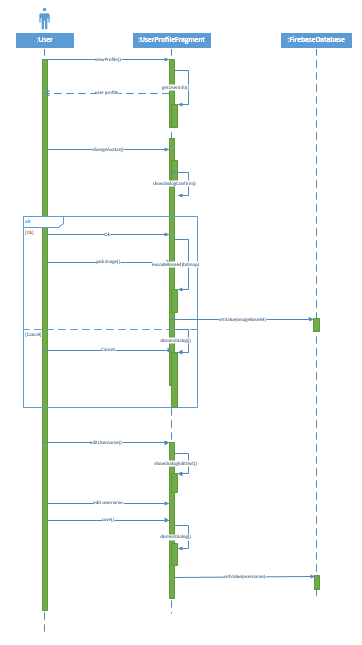 :User
:UserProfileFragment
:FirebaseDatabase
viewProfile()
getUserInfo()
user profile
changeAvatar()
showDialogConfirm()
alt
[Ok]
Ok
pickImage()
encodeBase64(bitmap)
setValue(imageBase64)
[Cancel]
dismissDialog()
Cancel
editUsername()
showDialogEditText()
edit username
save()
dismissDialog()
setValue(username)